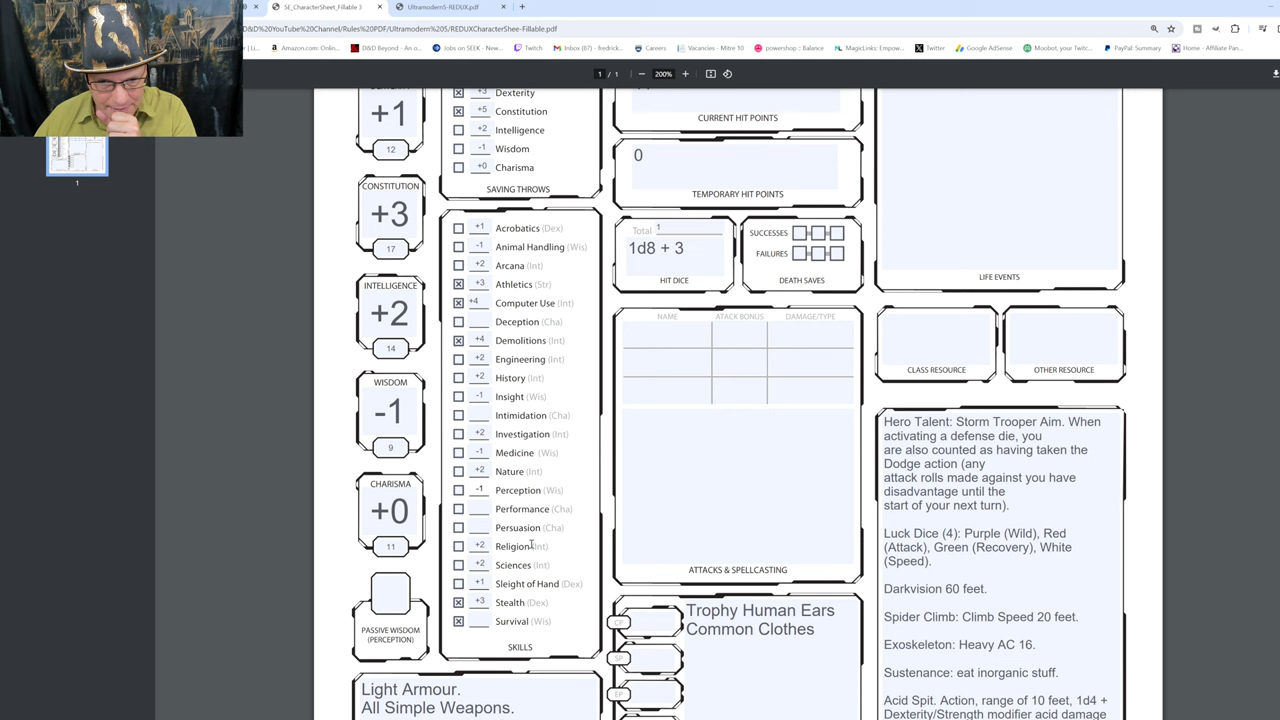 5E_CharacterSheet_Fillable 3
Ultramodern5-REDUX.pdf
D&D%20YouTube%20Channel/Rules%20PDF/Ultramodern%205/REDUXCharacterShee-Fillable.pdf
Amazon.com: Onlin...
D&D Beyond - An o...
Jobs on SEEK - No...
Twitch
Inbox (87) - fredrick...
Careers
Vacancies - Mitre 10
powershop :: Balance
MagicLinks: Empow...
Twitter
Google AdSense
Moobot, your Twitc...
PayPal: Summary
Home - Affiliate Pan...
1 / 1
200%
1
+1
12
CONSTITUTION
+3
17
INTELLIGENCE
+2
14
WISDOM
-1
9
CHARISMA
+0
11
PASSIVE WISDOM
(PERCEPTION)
+3 Dexterity
+5 Constitution
+2 Intelligence
-1 Wisdom
+0 Charisma
SAVING THROWS
+1 Acrobatics (Dex)
-1 Animal Handling (Wis)
+2 Arcana (Int)
+3 Athletics (Str)
+4 Computer Use (Int)
Deception (Cha)
+4 Demolitions (Int)
+2 Engineering (Int)
+2 History (Int)
-1 Insight (Wis)
Intimidation (Cha)
+2 Investigation (Int)
-1 Medicine (Wis)
+2 Nature (Int)
-1 Perception (Wis)
Performance (Cha)
Persuasion (Cha)
+2 Religion (Int)
+2 Sciences (Int)
+1 Sleight of Hand (Dex)
+3 Stealth (Dex)
Survival (Wis)
SKILLS
Light Armour.
All Simple Weapons.
CURRENT HIT POINTS
0
TEMPORARY HIT POINTS
Total 1
1d8 + 3
HIT DICE
SUCCESSES
FAILURES
DEATH SAVES
NAME ATACK BONUS DAMAGE/TYPE
ATTACKS & SPELLCASTING
CP
SP
EP
Trophy Human Ears
Common Clothes
LIFE EVENTS
CLASS RESOURCE
OTHER RESOURCE
Hero Talent: Storm Trooper Aim. When
activating a defense die, you
are also counted as having taken the
Dodge action (any
attack rolls made against you have
disadvantage until the
start of your next turn).
Luck Dice (4): Purple (Wild), Red
(Attack), Green (Recovery), White
(Speed).
Darkvision 60 feet.
Spider Climb: Climb Speed 20 feet.
Exoskeleton: Heavy AC 16.
Sustenance: eat inorganic stuff.
Acid Spit. Action, range of 10 feet, 1d4 +
Dexterity/Strength modifier acid damage